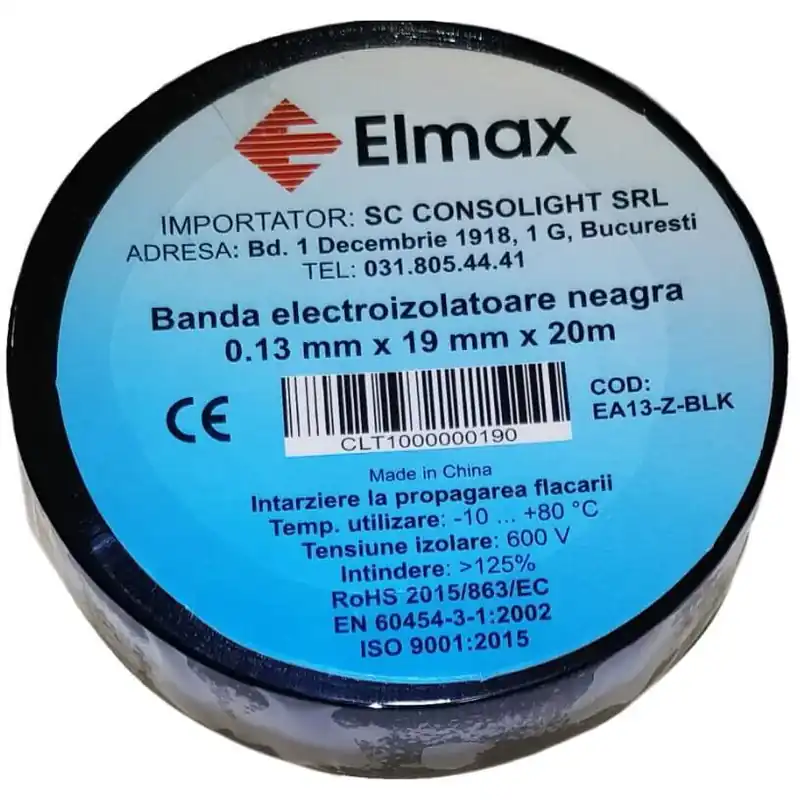 Elmax
IMPORTATOR: SC CONSOLIGHT SRL
ADRESA: Bd. 1 Decembrie 1918, 1 G, Bucuresti
TEL: 031.805.44.41
Banda electroizolatoare neagra
0.13 mm x 19 mm x 20m
CE
CLT1000000190
COD:
EA13-Z-BLK
Made in China
Intarziere la propagarea flacarii
Temp. utilizare: -10 ... +80 °C
Tensiune izolare: 600 V
Intindere: >125%
RoHS 2015/863/EC
EN 60454-3-1:2002
ISO 9001:2015